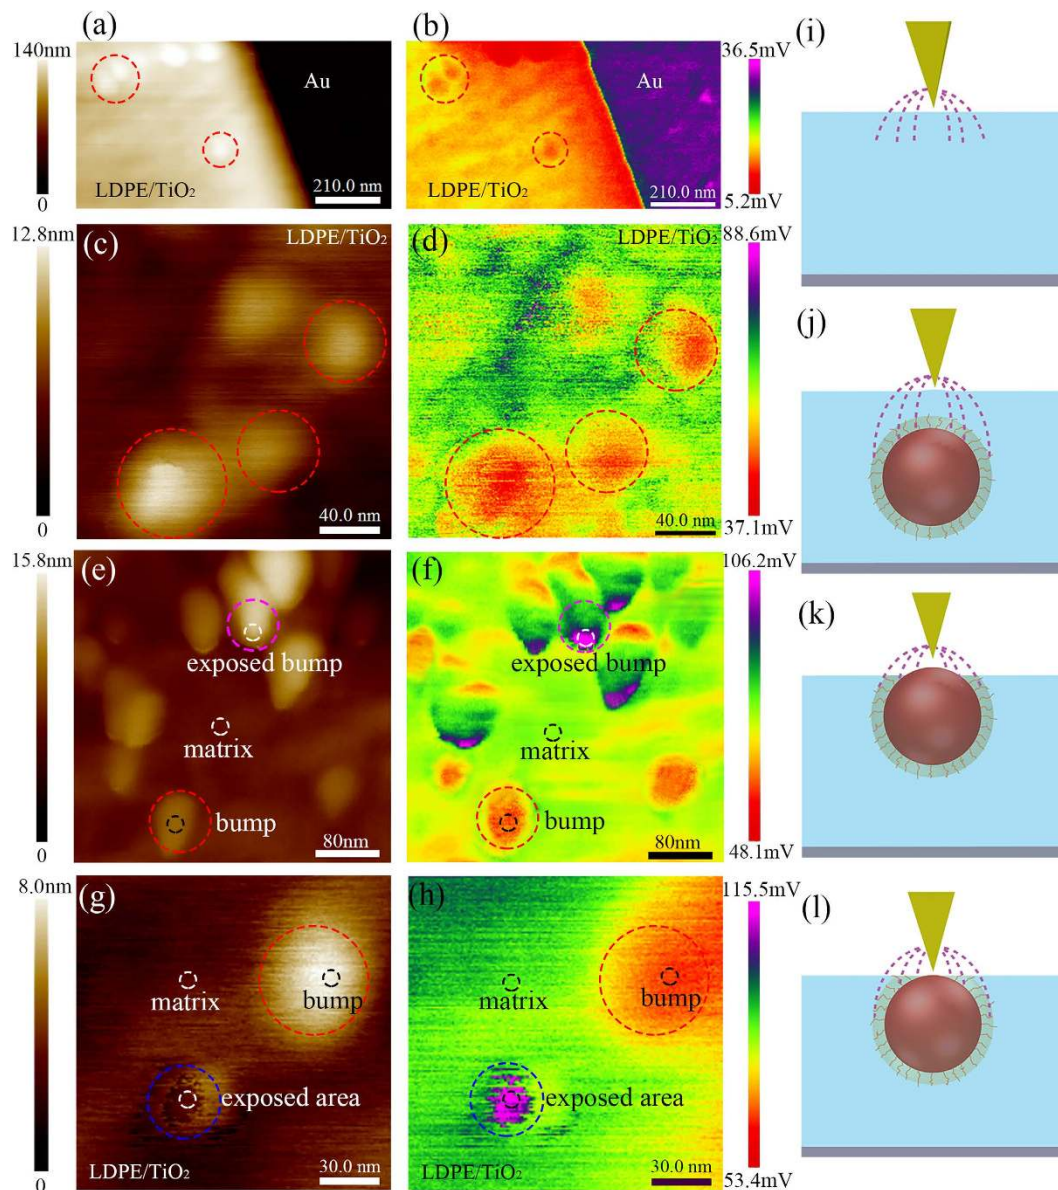 (a)
140nm
0
Au
LDPE/TiO₂
210.0 nm
(b)
36.5mV
5.2mV
210.0 nm
(c)
12.8nm
0
LDPE/TiO₂
40.0 nm
(d)
LDPE/TiO₂
88.6mV
37.1mV
40.0 nm
(e)
15.8nm
0
exposed bump
matrix
bump
80nm
(f)
106.2mV
48.1mV
exposed bump
matrix
bump
80nm
(g)
8.0nm
0
matrix
bump
exposed area
LDPE/TiO₂
30.0 nm
(h)
115.5mV
53.4mV
matrix
bump
exposed area
LDPE/TiO₂
30.0 nm
(i)
(j)
(k)
(l)